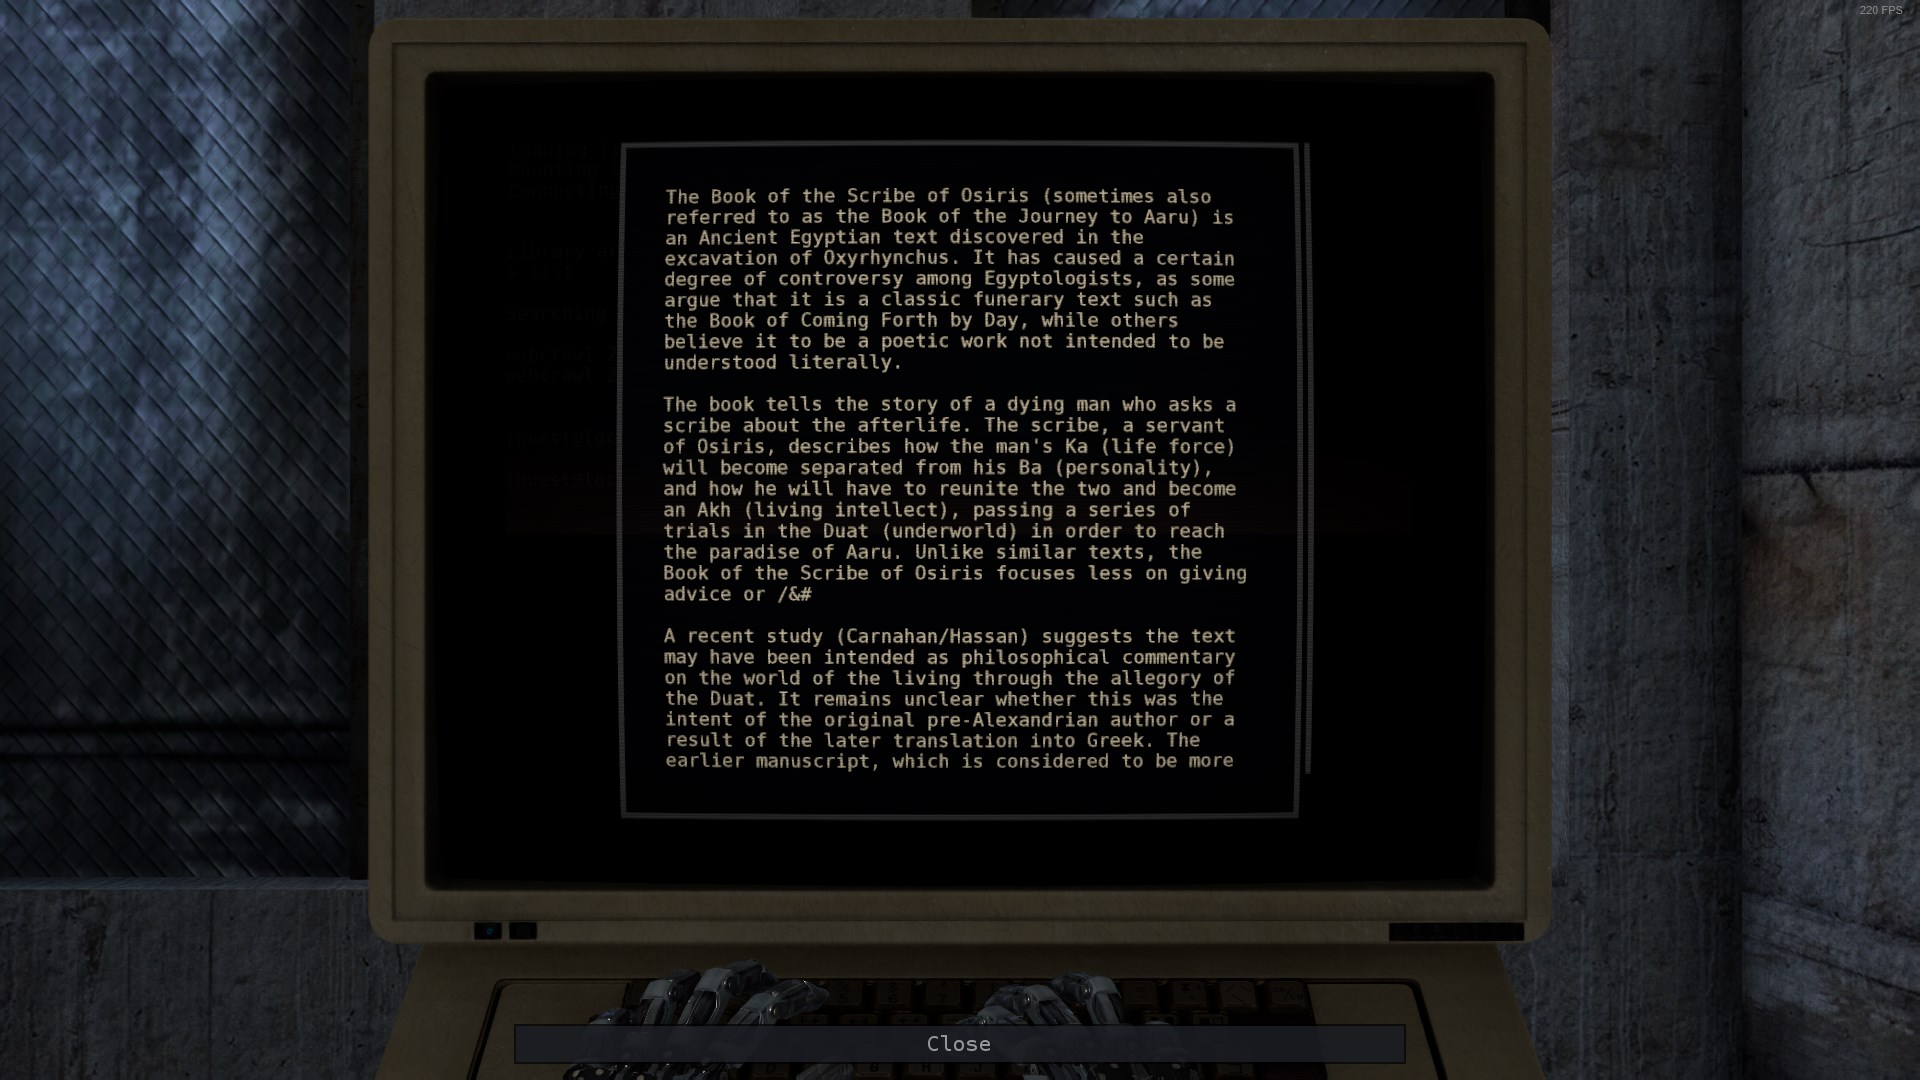 220 FPS
The Book of the Scribe of Osiris (sometimes also
referred to as the Book of the Journey to Aaru) is
an Ancient Egyptian text discovered in the
excavation of Oxyrhynchus. It has caused a certain
degree of controversy among Egyptologists, as some
argue that it is a classic funerary text such as
the Book of Coming Forth by Day, while others
believe it to be a poetic work not intended to be
understood literally.
The book tells the story of a dying man who asks a
scribe about the afterlife. The scribe, a servant
of Osiris, describes how the man's Ka (life force)
will become separated from his Ba (personality),
and how he will have to reunite the two and become
an Akh (living intellect), passing a series of
trials in the Duat (underworld) in order to reach
the paradise of Aaru. Unlike similar texts, the
Book of the Scribe of Osiris focuses less on giving
advice or /&#
A recent study (Carnahan/Hassan) suggests the text
may have been intended as philosophical commentary
on the world of the living through the allegory of
the Duat. It remains unclear whether this was the
intent of the original pre-Alexandrian author or a
result of the later translation into Greek. The
earlier manuscript, which is considered to be more
Close